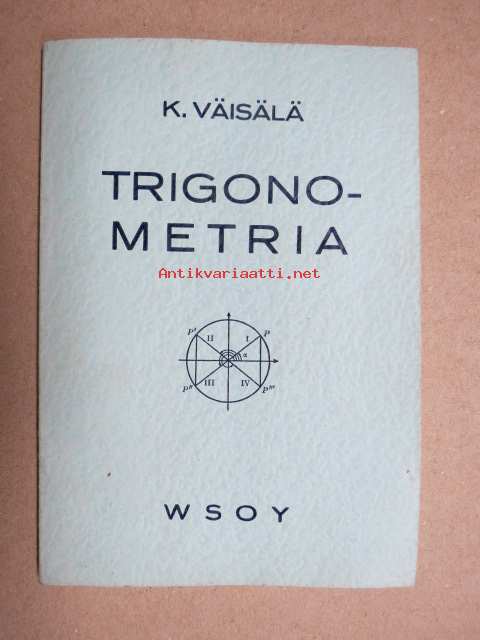 K. VÄISÄLÄ
TRIGONO-
METRIA
Antikvariaatti.net
P' II I P
α
P'' III IV P'''
WSOY